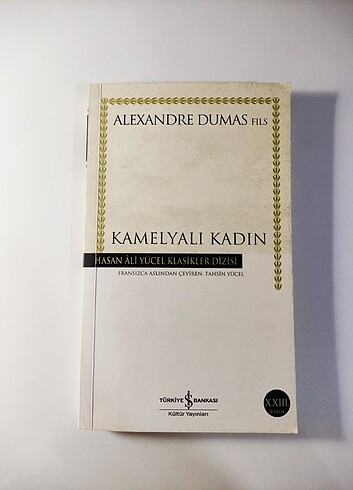 ALEXANDRE DUMAS FILS
KAMELYALI KADIN
HASAN ÂLİ YÜCEL KLASİKLER DİZİSİ
FRANSIZCA ASLINDAN ÇEVİREN: TAHSİN YÜCEL
TÜRKİYE İŞ BANKASI
Kültür Yayınları
XXIII.
BASIM